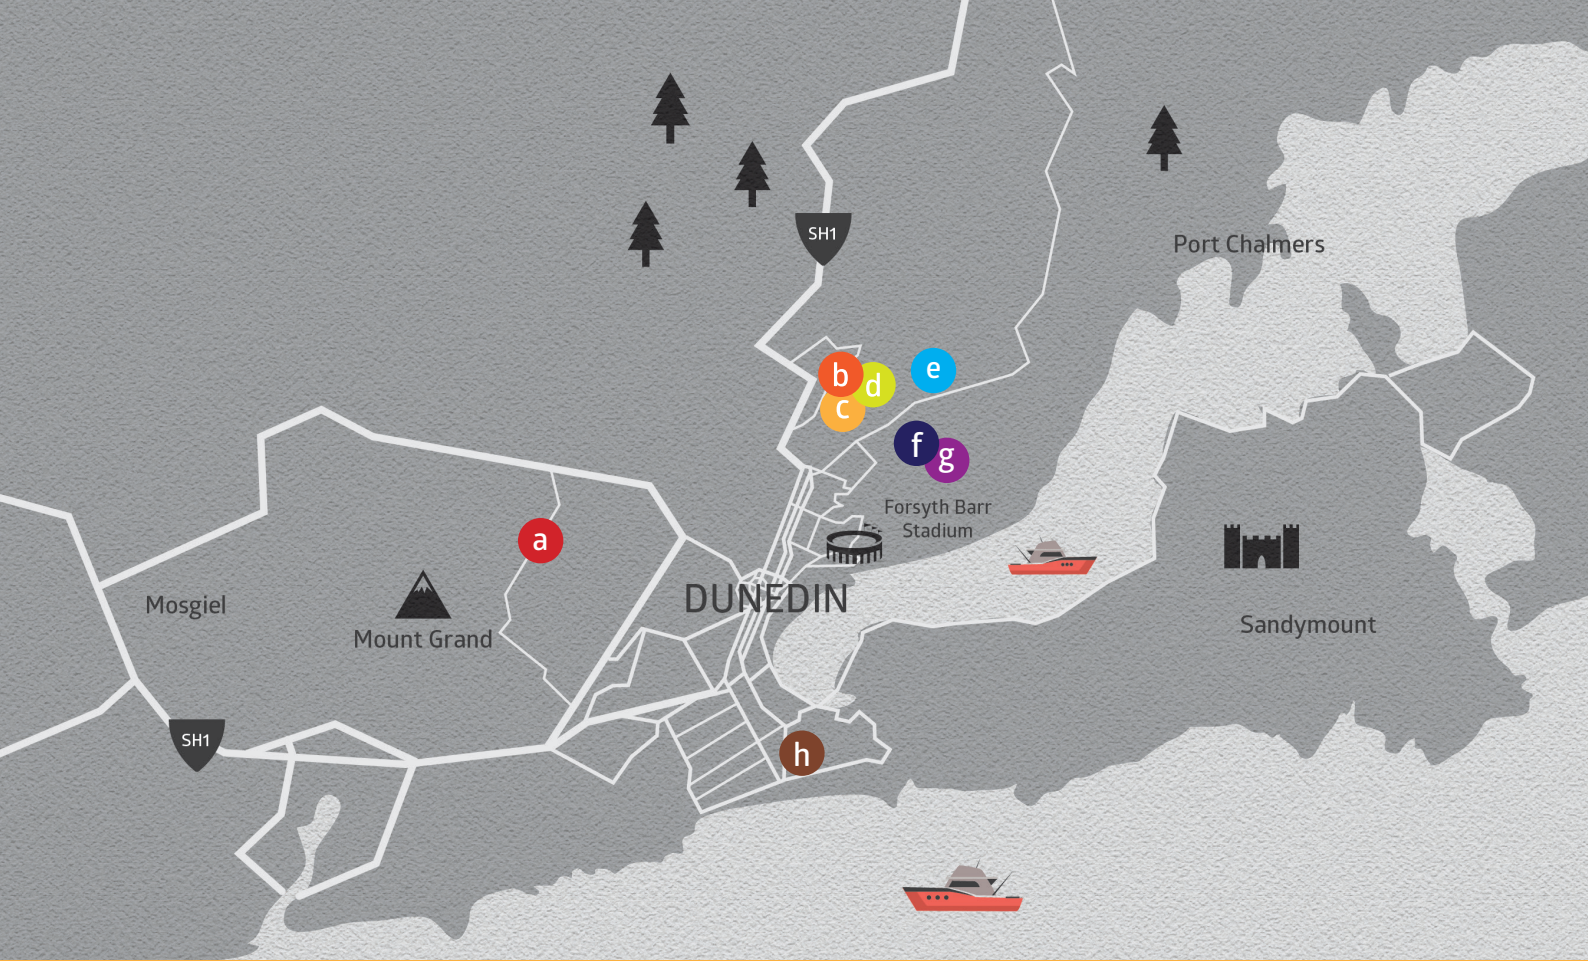 SH1
Port Chalmers
b
d
e
c
f
g
Forsyth Barr
Stadium
a
DUNEDIN
Mosgiel
Mount Grand
Sandymount
SH1
h